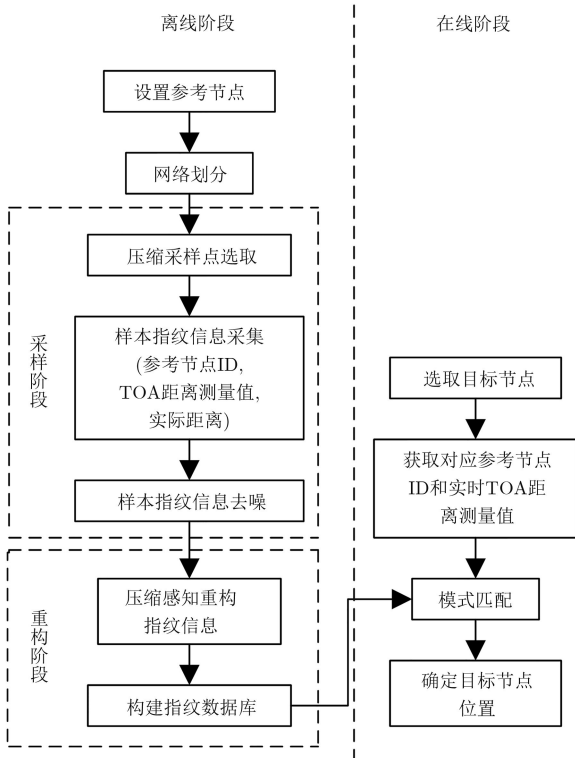 离线阶段
设置参考节点
网络划分
采样阶段
压缩采样点选取
样本指纹信息采集
(参考节点ID,
TOA距离测量值,
实际距离)
样本指纹信息去噪
重构阶段
压缩感知重构
指纹信息
构建指纹数据库
在线阶段
选取目标节点
获取对应参考节点
ID和实时TOA距
离测量值
模式匹配
确定目标节点
位置